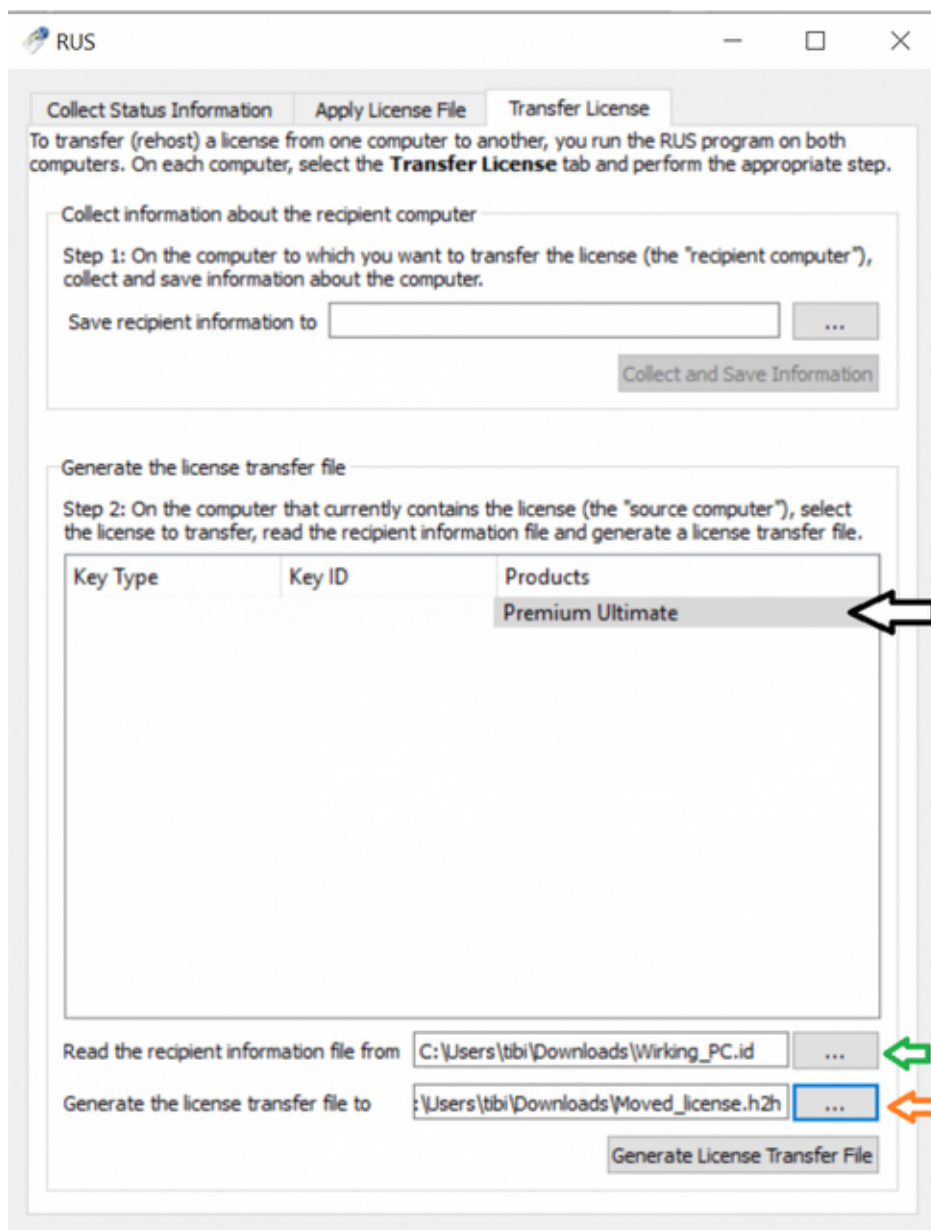 RUS
Collect Status Information Apply License File Transfer License
To transfer (rehost) a license from one computer to another, you run the RUS program on both
computers. On each computer, select the Transfer License tab and perform the appropriate step.
Collect information about the recipient computer
Step 1: On the computer to which you want to transfer the license (the "recipient computer"),
collect and save information about the computer.
Save recipient information to ...
Collect and Save Information
Generate the license transfer file
Step 2: On the computer that currently contains the license (the "source computer"), select
the license to transfer, read the recipient information file and generate a license transfer file.
Key Type Key ID Products
Premium Ultimate
Read the recipient information file from C:\Users\tibi\Downloads\Wirking_PC.id ...
Generate the license transfer file to :\Users\tibi\Downloads\Moved_license.h2h ...
Generate License Transfer File